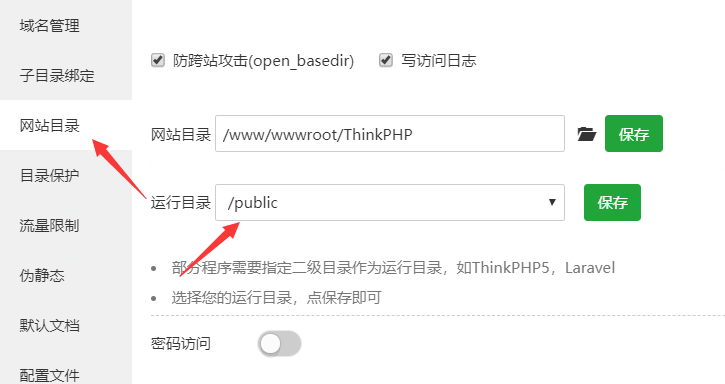 域名管理
子目录绑定
网站目录
目录保护
流量限制
伪静态
默认文档
配置文件
防跨站攻击(open_basedir) 写访问日志
网站目录 /www/wwwroot/ThinkPHP 保存
运行目录 /public 保存
部分程序需要指定二级目录作为运行目录，如ThinkPHP5，Laravel
选择您的运行目录，点保存即可
密码访问